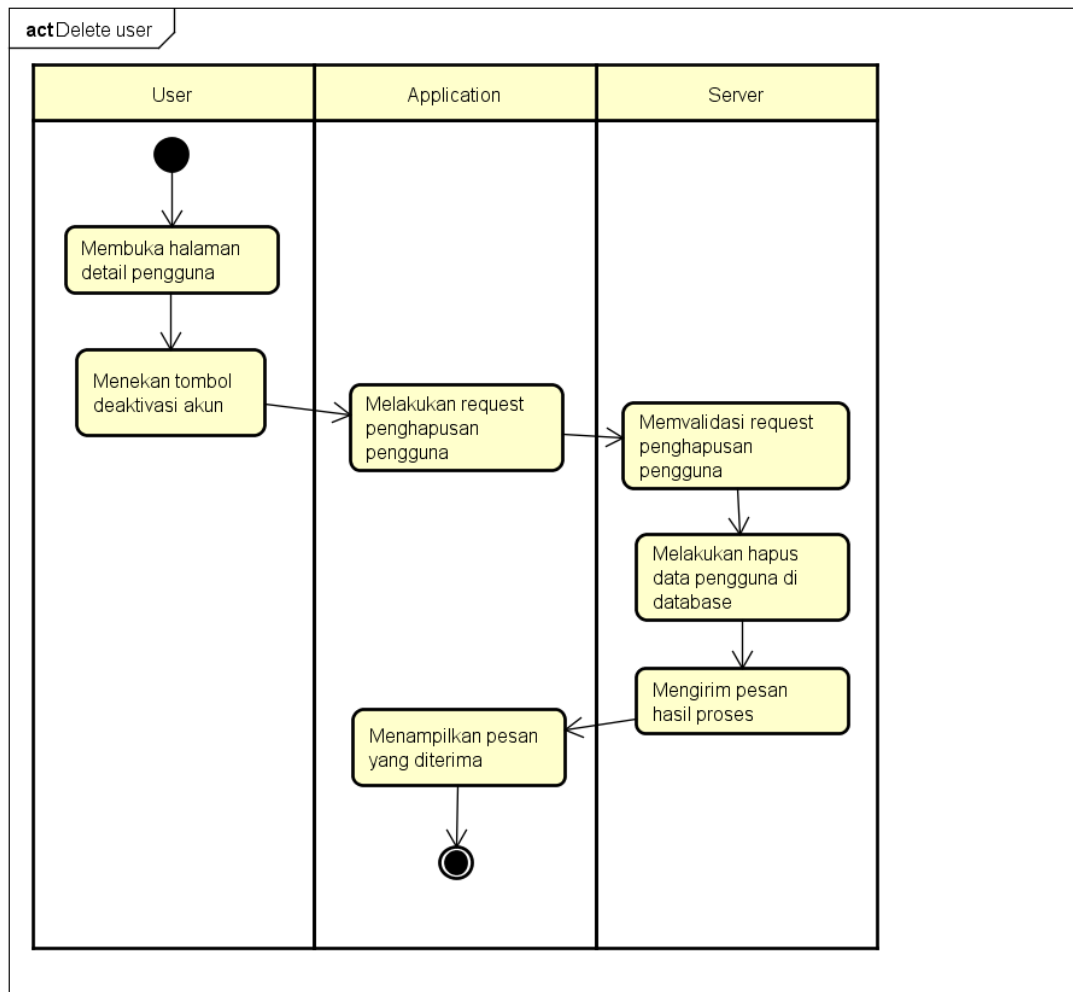 act Delete user
User
Application
Server
Membuka halaman
detail pengguna
Menekan tombol
deaktivasi akun
Melakukan request
penghapusan
pengguna
Memvalidasi request
penghapusan
pengguna
Melakukan hapus
data pengguna di
database
Mengirim pesan
hasil proses
Menampilkan pesan
yang diterima